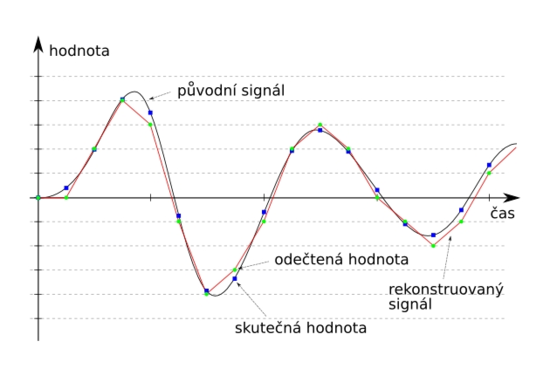 hodnota
původní signál
čas
odečtená hodnota
rekonstruovaný
signál
skutečná hodnota